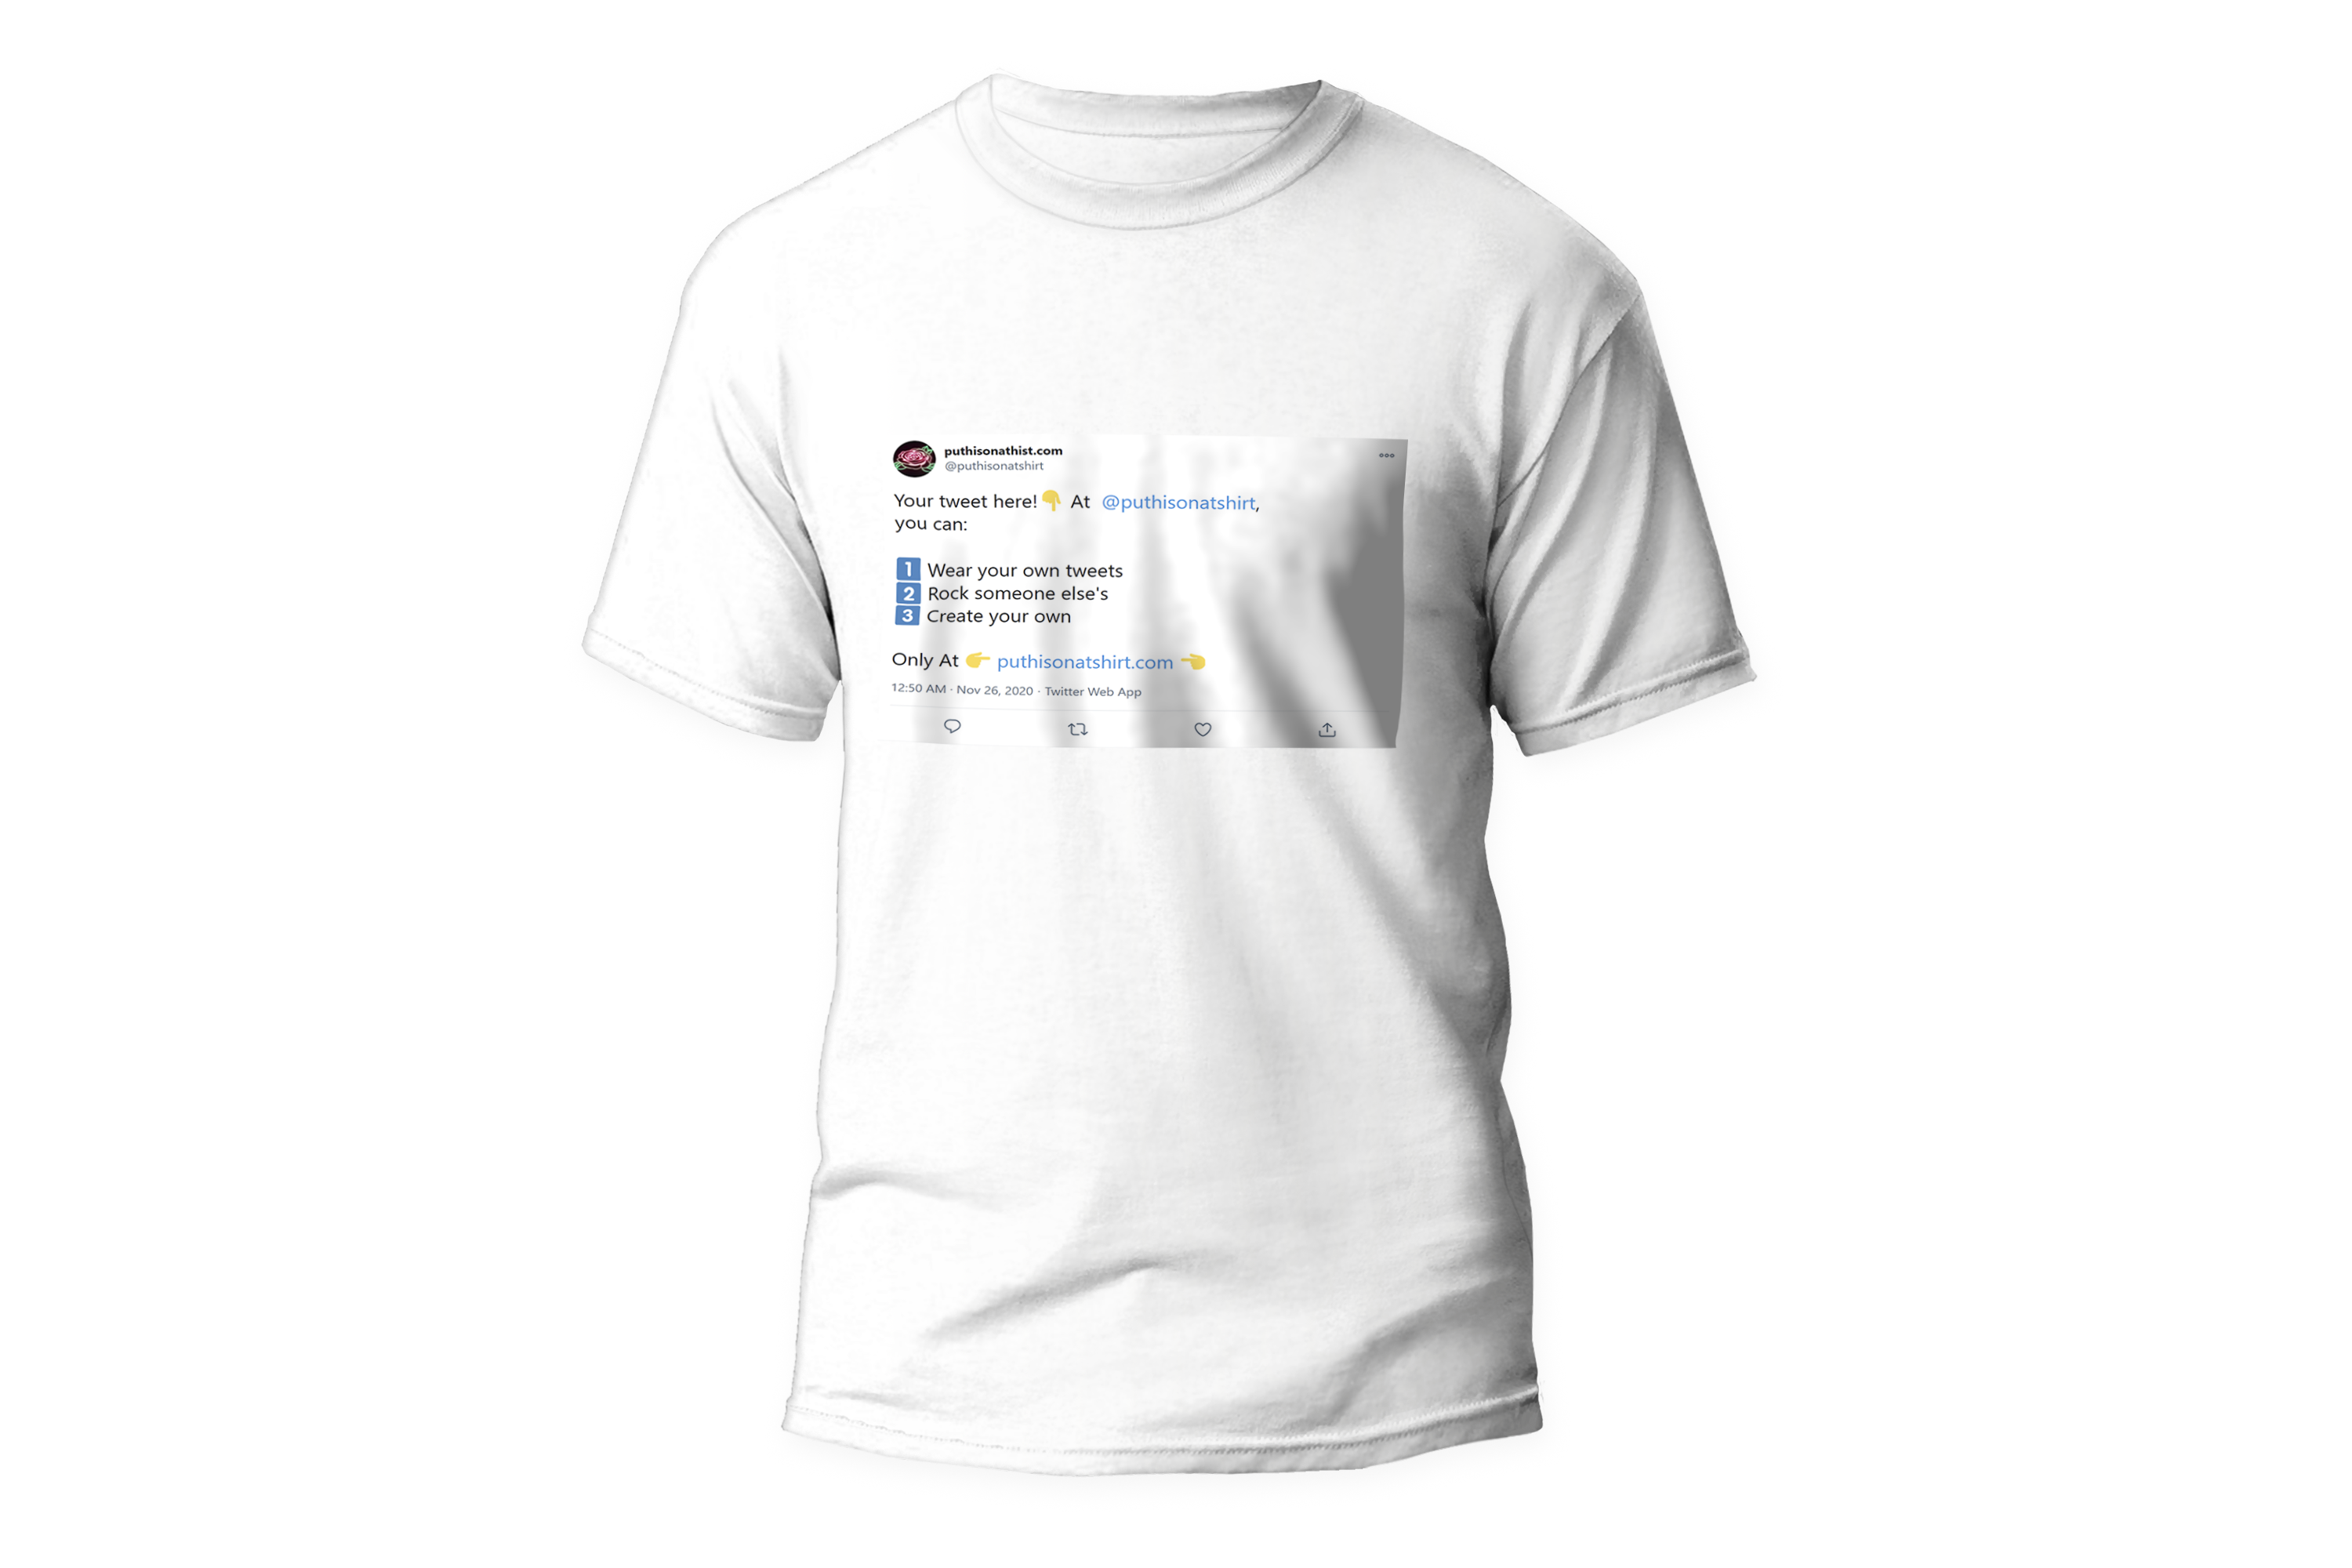 puthisonathist.com
@puthisonatshirt
Your tweet here!👇 At @puthisonatshirt,
you can:
1️⃣ Wear your own tweets
2️⃣ Rock someone else's
3️⃣ Create your own
Only At 👉 puthisonatshirt.com 👈
12:50 AM · Nov 26, 2020 · Twitter Web App